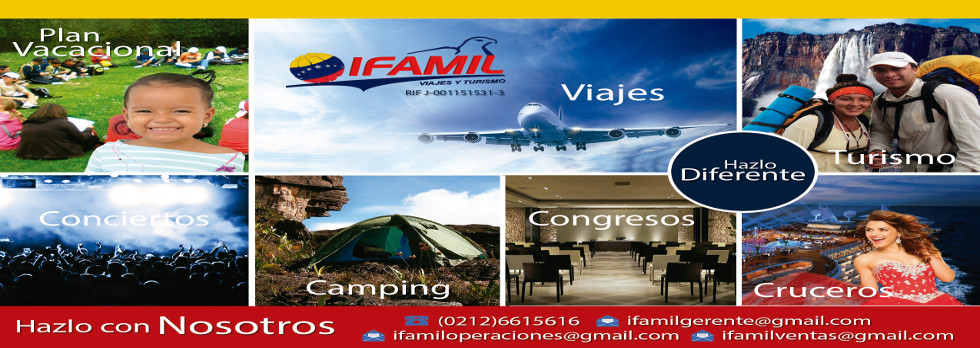 Plan
Vacacional
IFAMIL
VIAJES Y TURISMO
RIF J-001151531-3
Viajes
Turismo
Hazlo
Diferente
Conciertos
Camping
Congresos
Cruceros
Hazlo con Nosotros
(0212)6615616 ifamilgerente@gmail.com
ifamiloperaciones@gmail.com ifamilventas@gmail.com